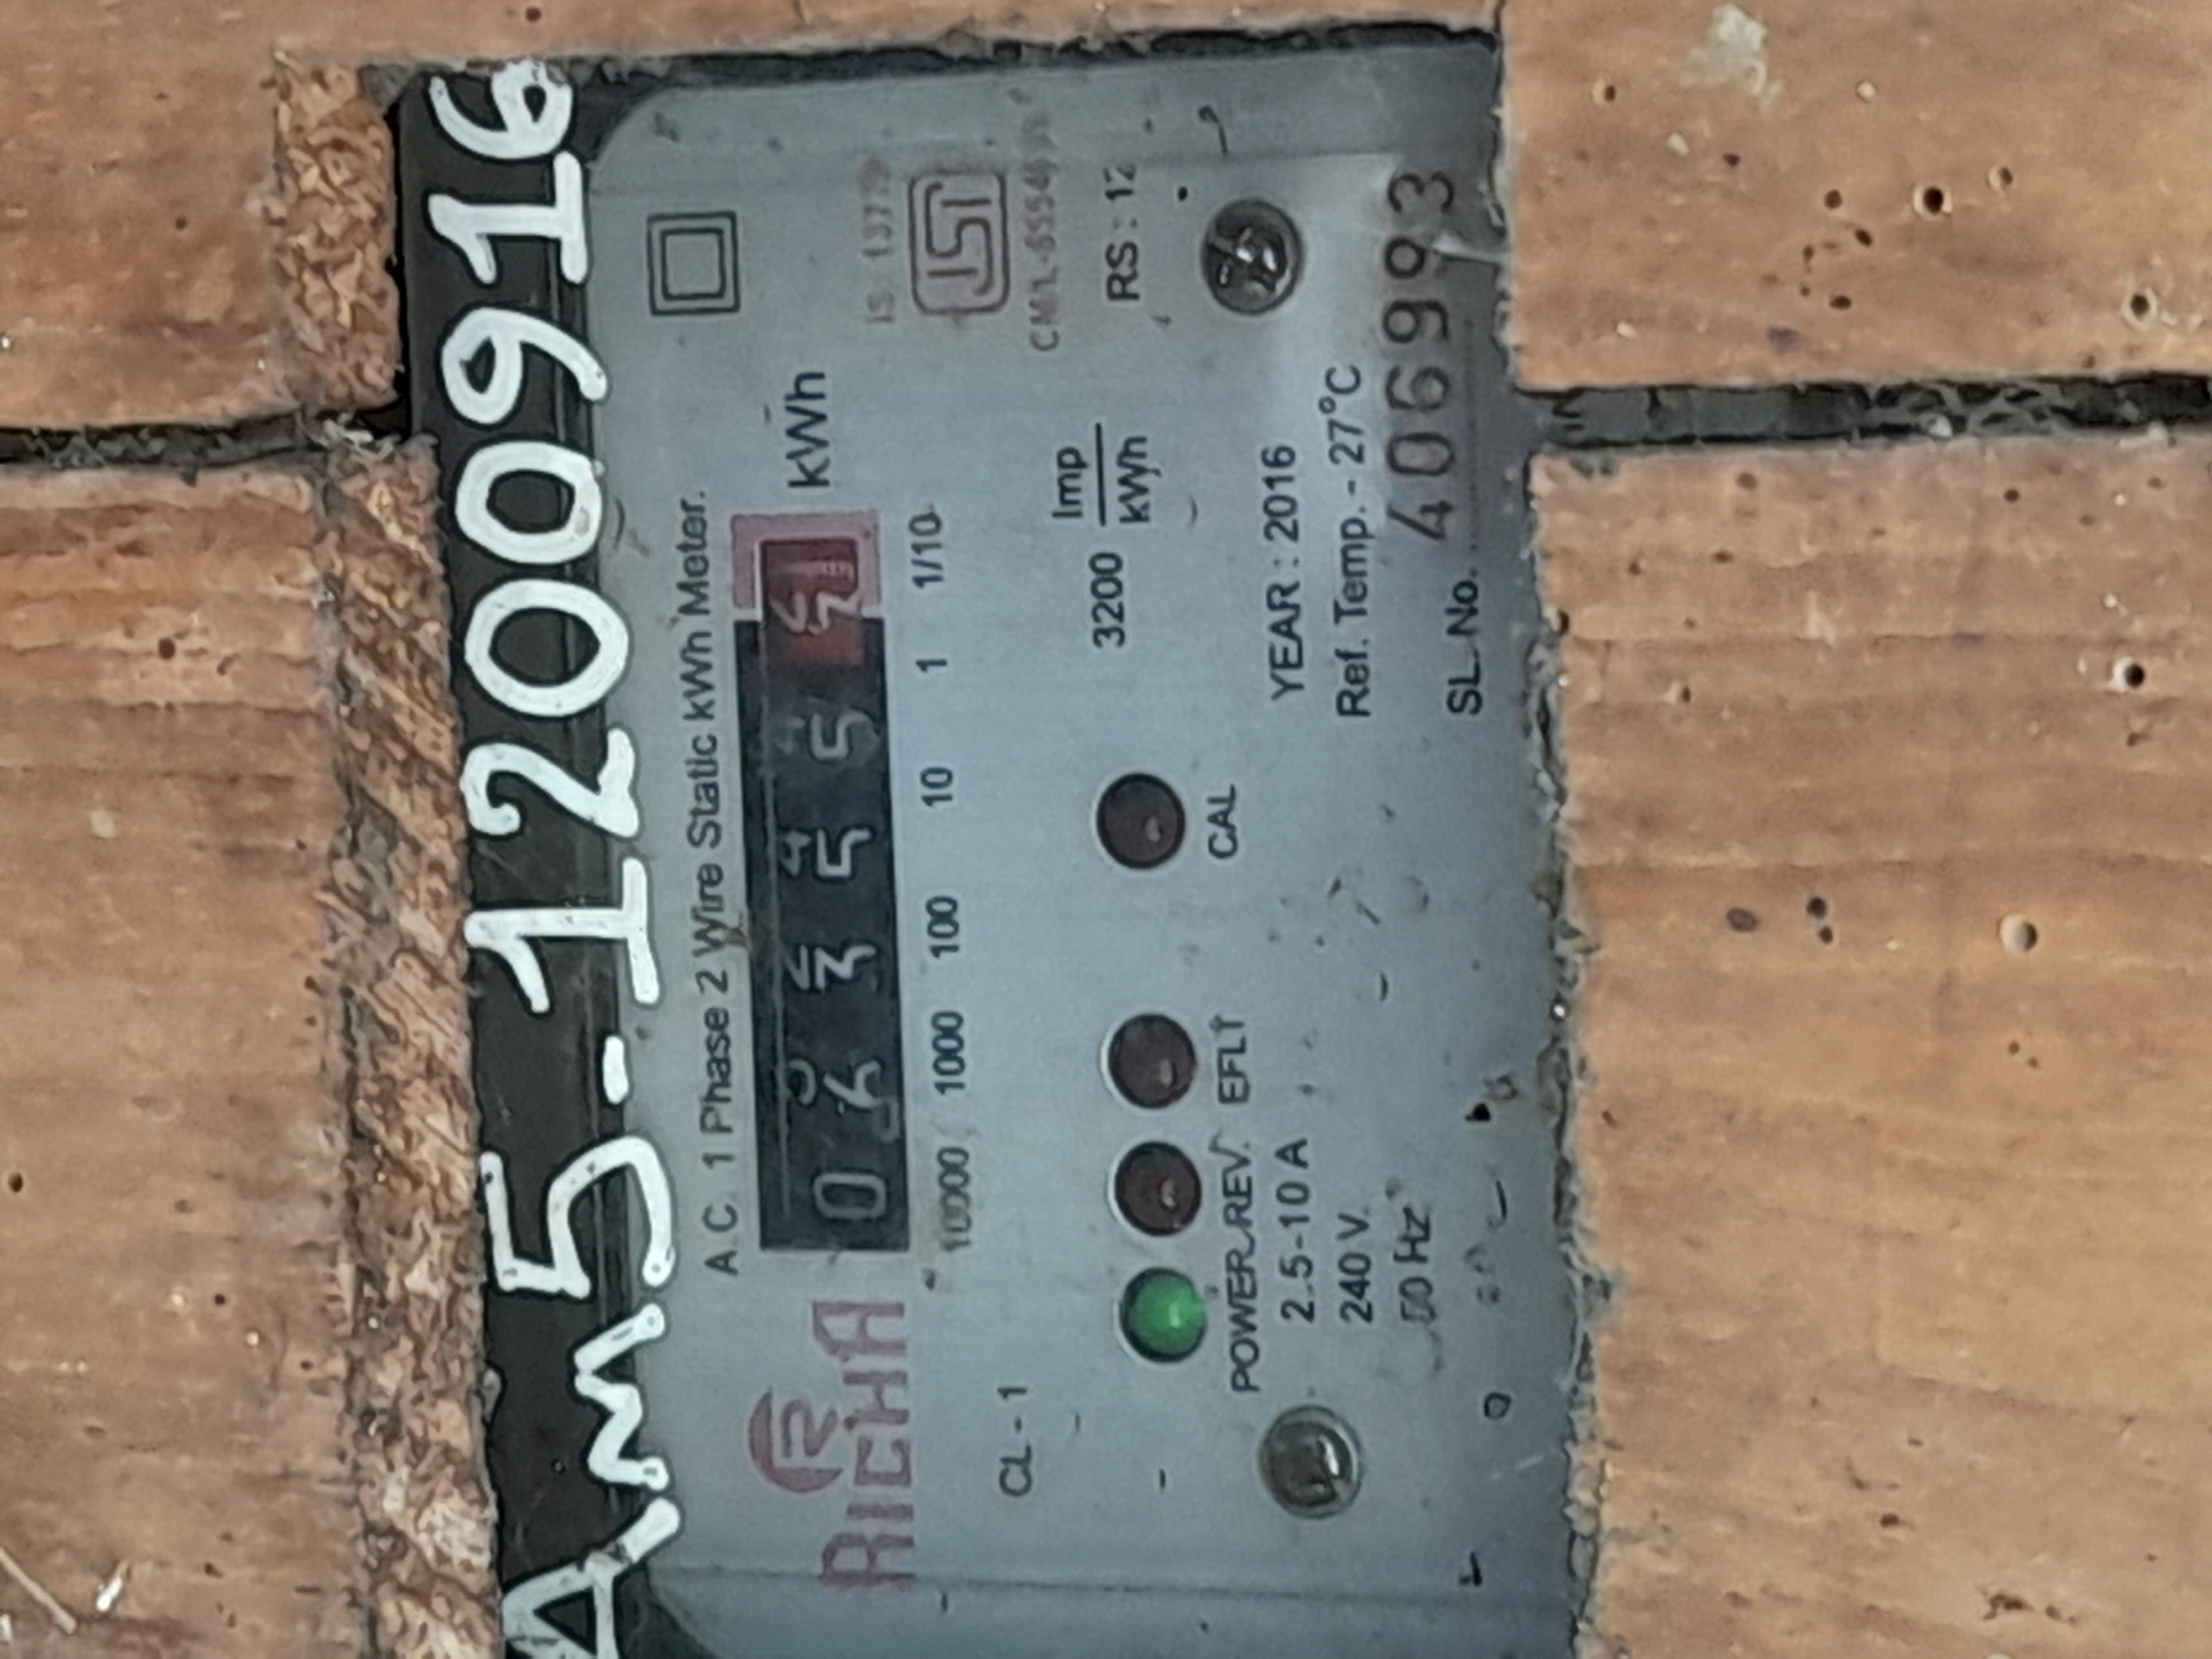 Am5-1200916
A.C. 1 Phase 2 Wire Static kWh Meter.
RICHA
kWh
10000 1000 100 10 1 1/10
IS 13779
CL-1
3200 Imp
kWh
RS : 12
POWER REV. EFLT
CAL
2.5-10 A
YEAR : 2016
240 V.
Ref. Temp. - 27°C
50 Hz
SL.No. 406993